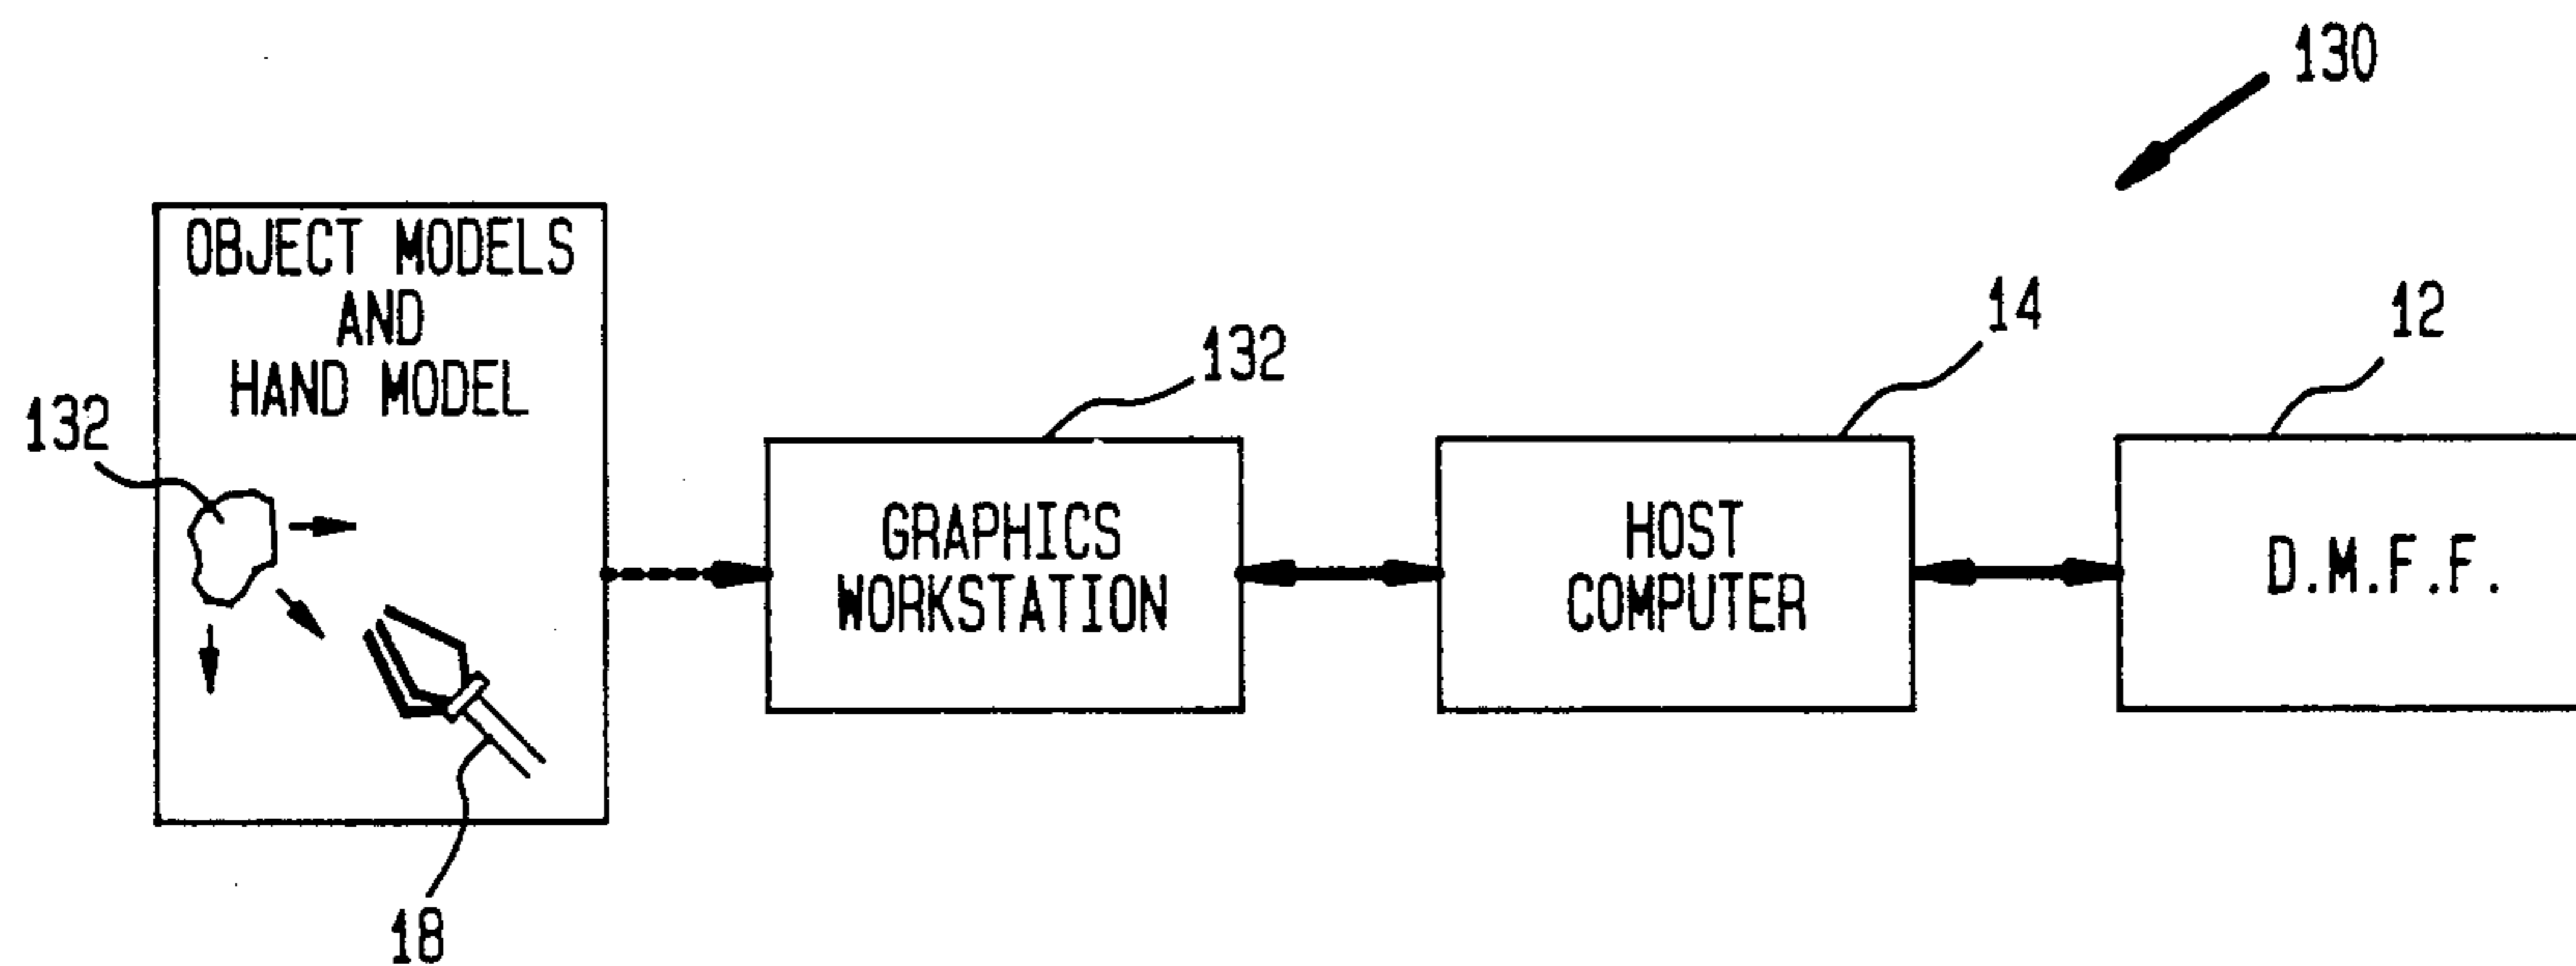 130
OBJECT MODELS
AND
HAND MODEL
132
132
14
12
GRAPHICS
WORKSTATION
HOST
COMPUTER
D.M.F.F.
18